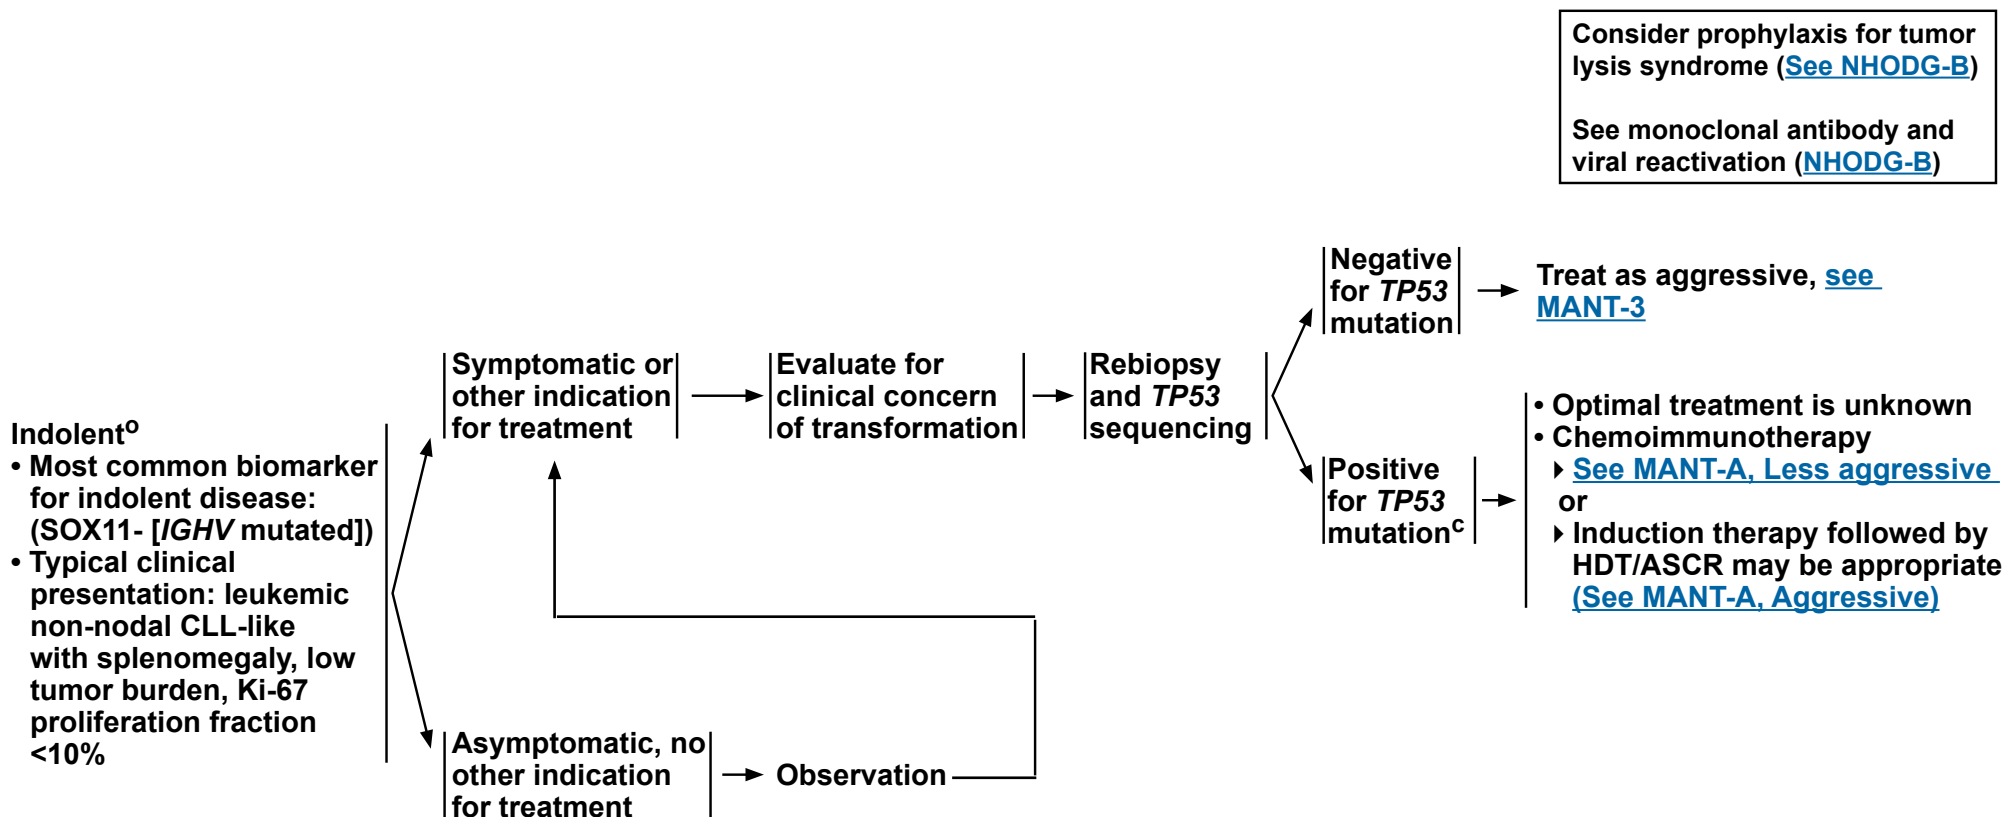 Consider prophylaxis for tumor
lysis syndrome (See NHODG-B)
See monoclonal antibody and
viral reactivation (NHODG-B)
Indolento
• Most common biomarker
for indolent disease:
(SOX11- [IGHV mutated])
• Typical clinical
presentation: leukemic
non-nodal CLL-like
with splenomegaly, low
tumor burden, Ki-67
proliferation fraction
<10%
Symptomatic or
other indication
for treatment
Evaluate for
clinical concern
of transformation
Rebiopsy
and TP53
sequencing
Negative
for TP53
mutation
Treat as aggressive, see
MANT-3
Positive
for TP53
mutationc
• Optimal treatment is unknown
• Chemoimmunotherapy
‣ See MANT-A, Less aggressive
or
‣ Induction therapy followed by
HDT/ASCR may be appropriate
(See MANT-A, Aggressive)
Asymptomatic, no
other indication
for treatment
Observation